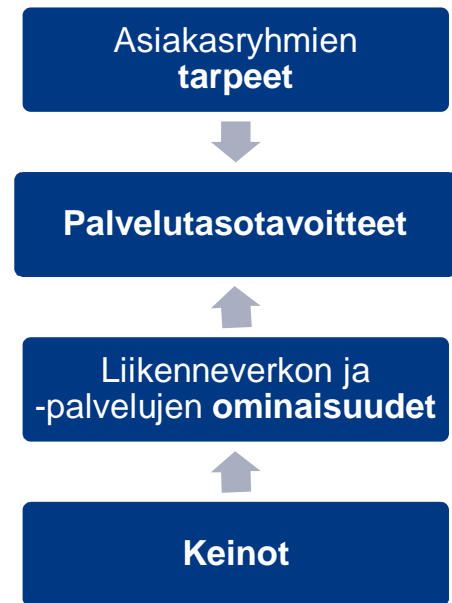 Asiakasryhmien
tarpeet
Palvelutasotavoitteet
Liikenneverkon ja
-palvelujen ominaisuudet
Keinot